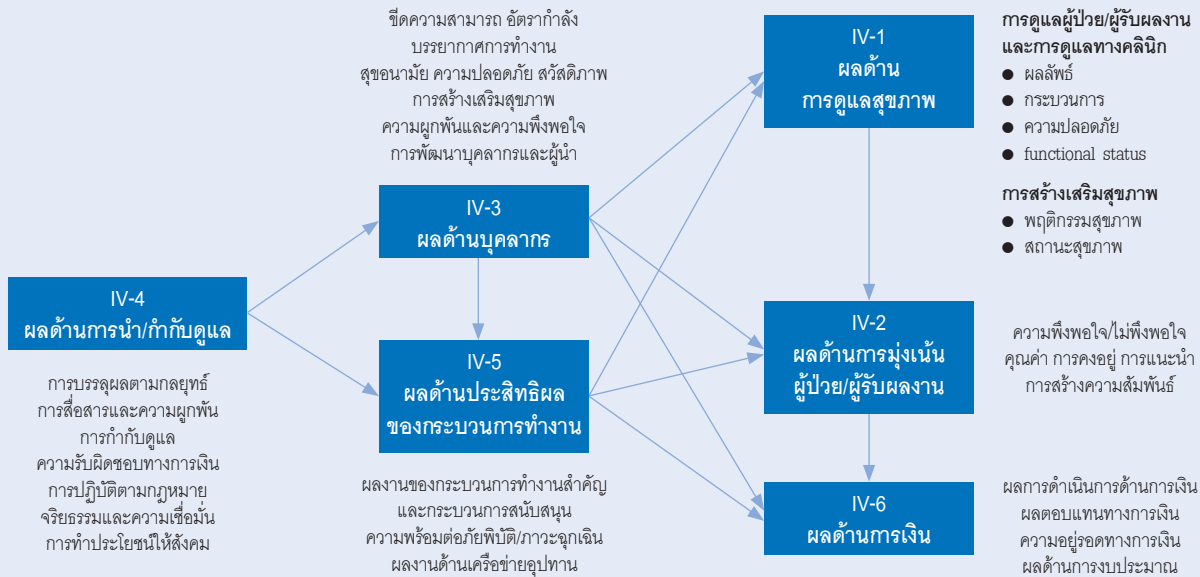 ขีดความสามารถ อัตรากำลัง
บรรยากาศการทำงาน
สุขอนามัย ความปลอดภัย สวัสดิภาพ
การสร้างเสริมสุขภาพ
ความผูกพันและความพึงพอใจ
การพัฒนาบุคลากรและผู้นำ
IV-3
ผลด้านบุคลากร
IV-4
ผลด้านการนำ/กำกับดูแล
การบรรลุผลตามกลยุทธ์
การสื่อสารและความผูกพัน
การกำกับดูแล
ความรับผิดชอบทางการเงิน
การปฏิบัติตามกฎหมาย
จริยธรรมและความเชื่อมั่น
การทำประโยชน์ให้สังคม
IV-5
ผลด้านประสิทธิผล
ของกระบวนการทำงาน
ผลงานของกระบวนการทำงานสำคัญ
และกระบวนการสนับสนุน
ความพร้อมต่อภัยพิบัติ/ภาวะฉุกเฉิน
ผลงานด้านเครือข่ายอุปทาน
IV-1
ผลด้าน
การดูแลสุขภาพ
การดูแลผู้ป่วย/ผู้รับผลงาน
และการดูแลทางคลินิก
● ผลลัพธ์
● กระบวนการ
● ความปลอดภัย
● functional status
การสร้างเสริมสุขภาพ
● พฤติกรรมสุขภาพ
● สถานะสุขภาพ
IV-2
ผลด้านการมุ่งเน้น
ผู้ป่วย/ผู้รับผลงาน
ความพึงพอใจ/ไม่พึงพอใจ
คุณค่า การคงอยู่ การแนะนำ
การสร้างความสัมพันธ์
IV-6
ผลด้านการเงิน
ผลการดำเนินการด้านการเงิน
ผลตอบแทนทางการเงิน
ความอยู่รอดทางการเงิน
ผลด้านการงบประมาณ